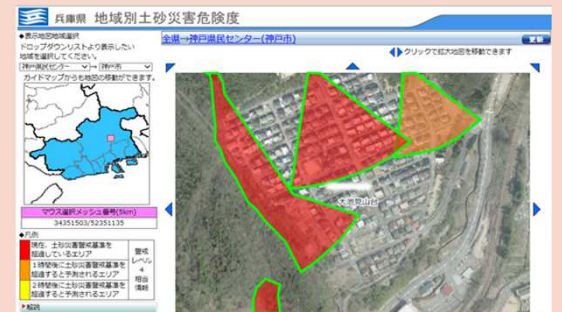 兵庫県 地域別土砂災害危険度
◆表示地図地域選択
ドロップダウンリストより表示したい
地域を選択してください。
神戸県民センター → 神戸市
ガイドマップからも地図の移動ができます。
マウス選択メッシュ番号(5km)
34351503/52351135
◆凡例
現在、土砂災害警戒基準を
超過しているエリア
1時間後に土砂災害警戒基準を
超過すると予測されるエリア
2時間後に土砂災害警戒基準を
超過すると予測されるエリア
警戒
レベル
4
相当
情報
▶解説
全県→神戸県民センター(神戸市)
更新
クリックで拡大地図を移動できます
大池見山台